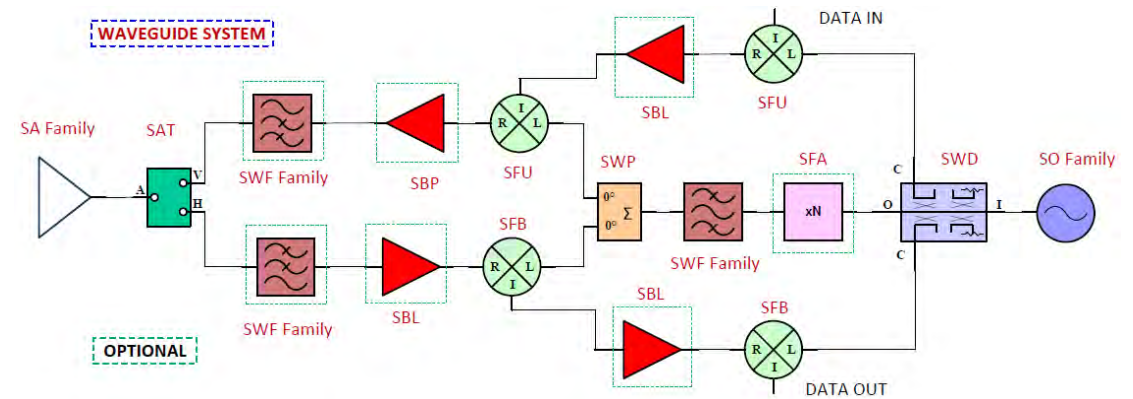 WAVEGUIDE SYSTEM
DATA IN
I
R L
SBL
SFU
SA Family
SAT
SWF Family
SBP
I
R L
SFU
SWP
SFA
SWD
SO Family
A
V
H
0°
0°
Σ
SWF Family
xN
C
O
I
C
SWF Family
SBL
SFB
R L
I
SBL
SFB
R L
I
DATA OUT
OPTIONAL